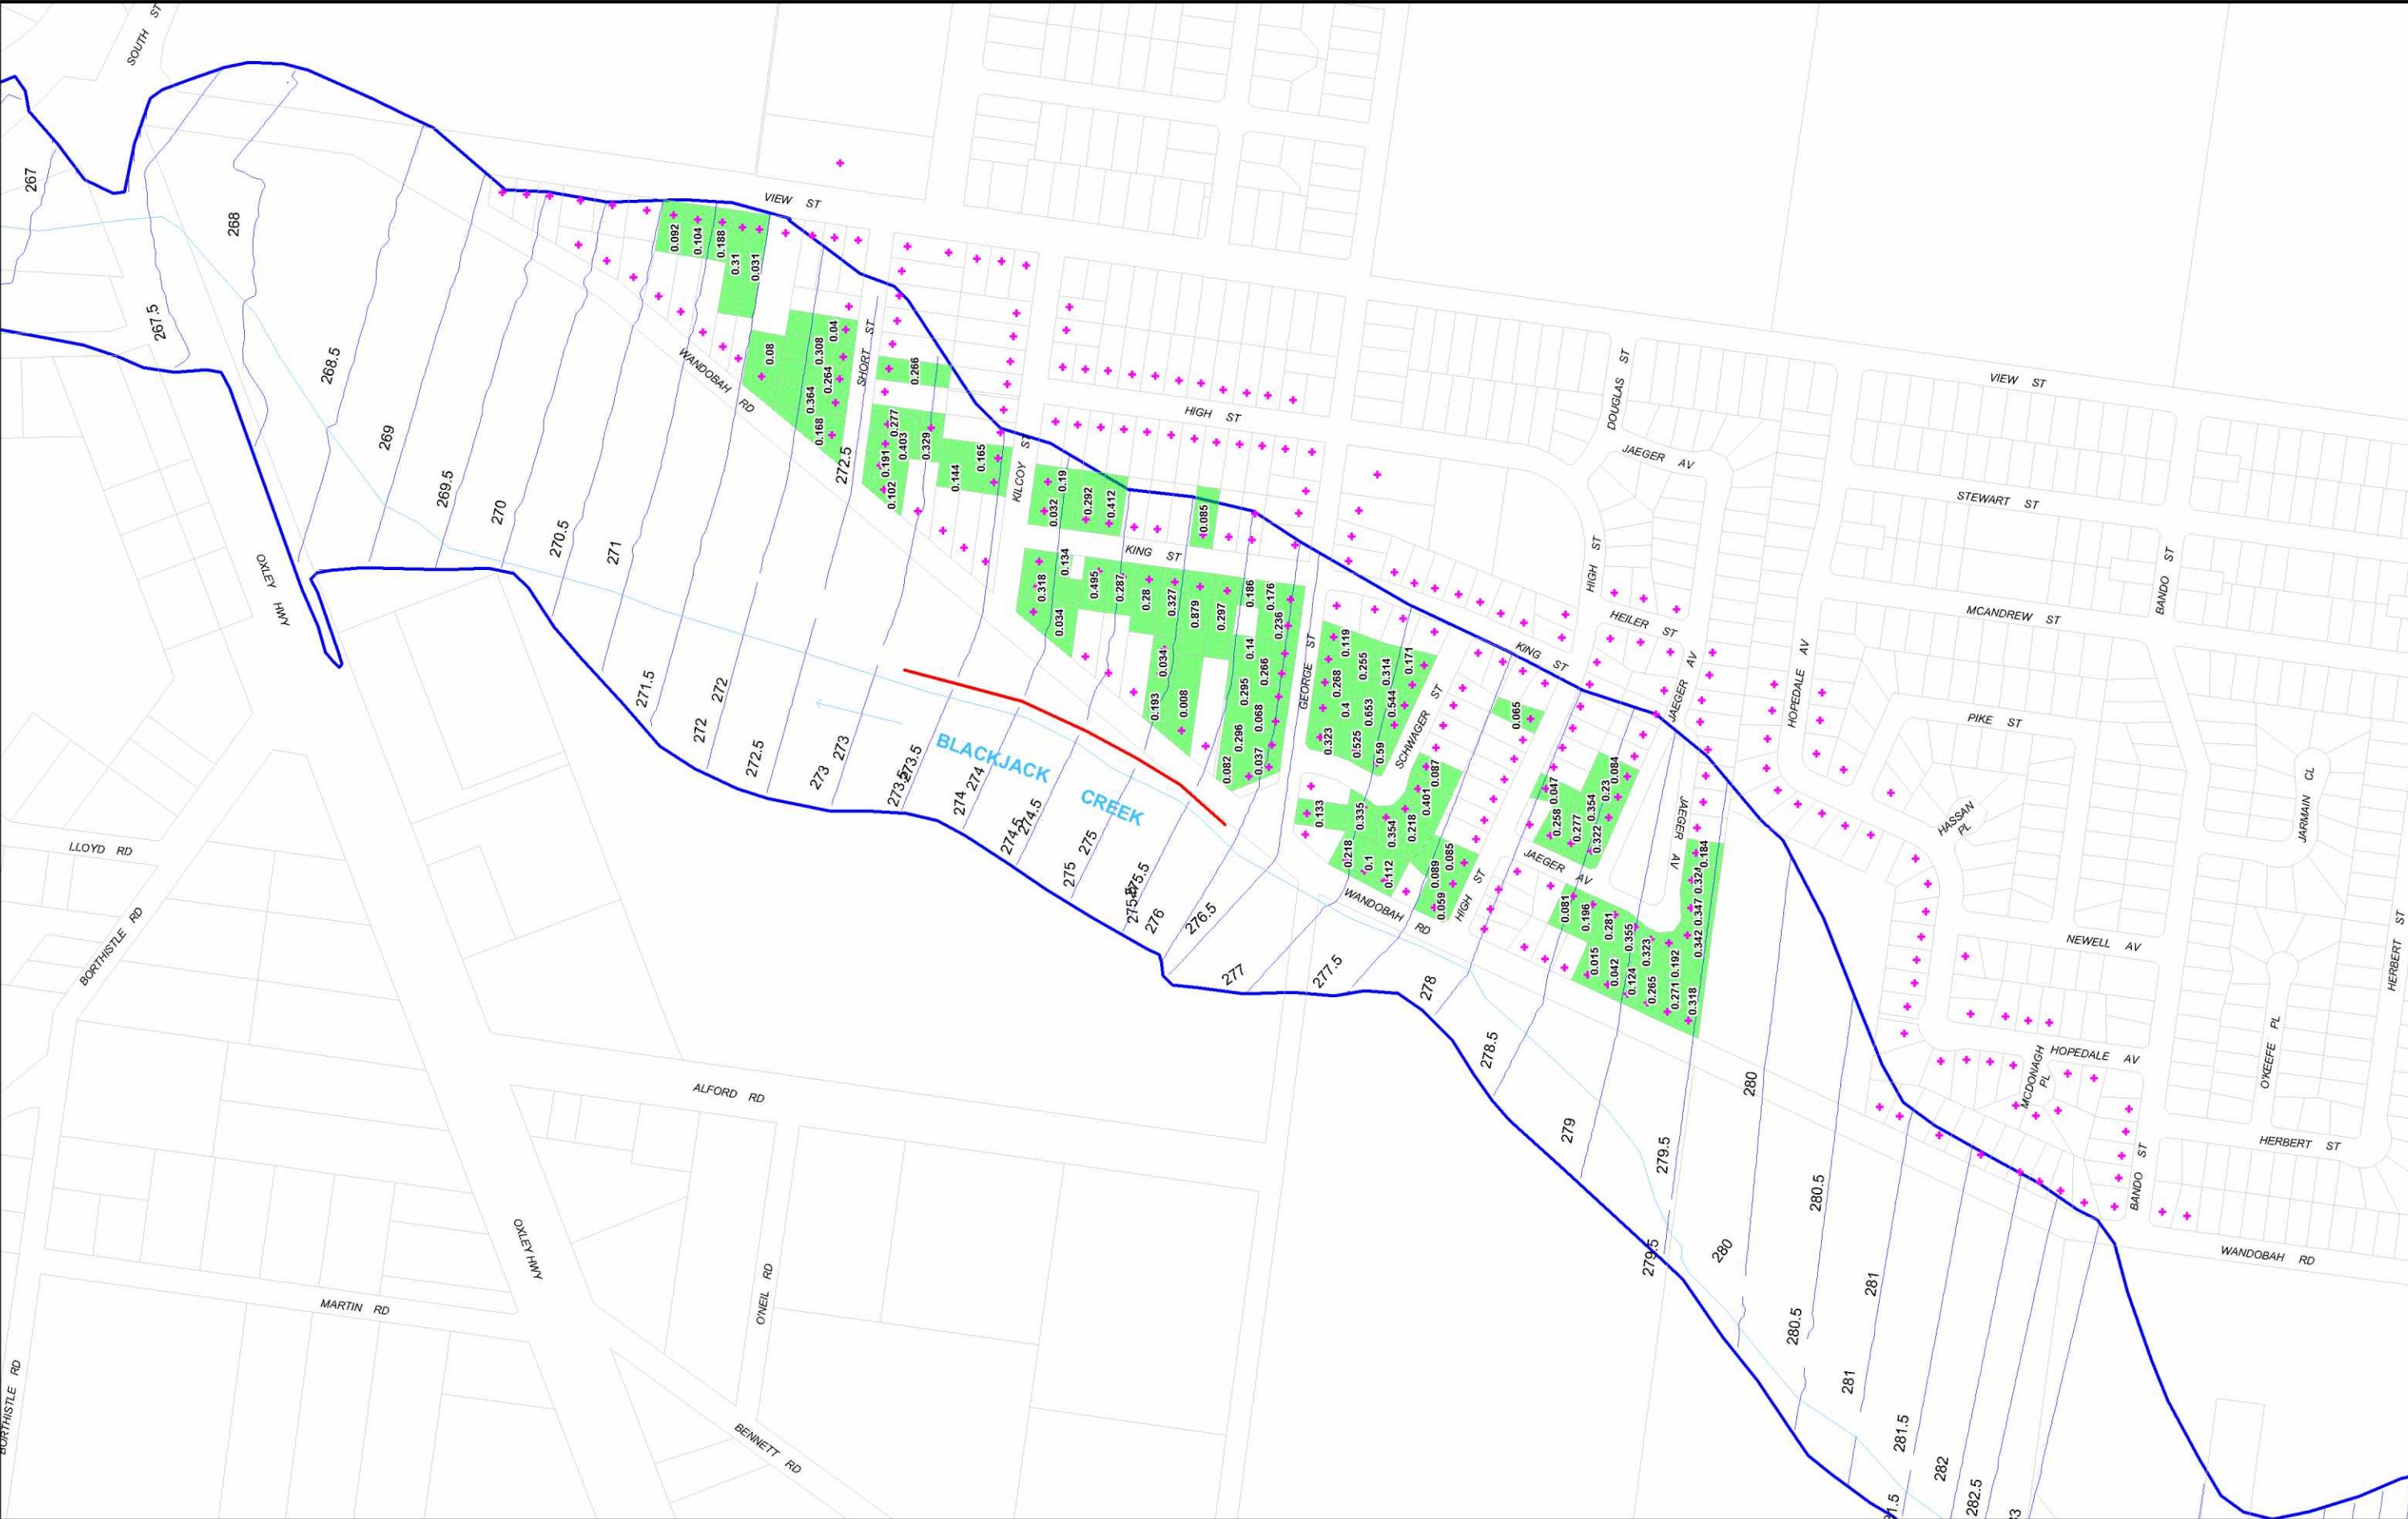 SOUTH ST
267
268
VIEW ST
0.092
0.104
0.188
0.31
0.031
267.5
268.5
0.08
0.308
0.04
0.264
0.364
0.168
SHORT ST
WANDOBAH RD
0.266
VIEW ST
DOUGLAS ST
HIGH ST
269
0.277
0.403
0.329
0.191
0.102
0.144
0.165
272.5
KILCOY ST
JAEGER AV
269.5
270
270.5
271
0.19
0.032
0.292
0.412
0.085
STEWART ST
KING ST
BANDO ST
HIGH ST
OXLEY HWY
0.134
0.318
0.034
0.495
0.287
0.28
0.327
0.879
0.297
0.186
0.176
0.236
0.14
0.266
0.034
0.193
0.008
0.295
0.068
0.296
0.082
0.037
GEORGE ST
MCANDREW ST
HEILER ST
HOPEDALE AV
KING ST
0.119
0.255
0.314
0.171
0.268
0.4
0.653
0.544
0.323
0.525
0.59
SCHWAGER ST
JAEGER AV
0.065
PIKE ST
271.5
272
272
272.5
273
273
273.5
273.5
274
274
274.5
274.5
275
275
275.5
275.5
276
276.5
BLACKJACK
CREEK
0.133
0.335
0.354
0.218
0.401
0.087
0.218
0.1
0.112
0.089
0.085
0.059
0.047
0.258
0.277
0.354
0.23
0.084
0.322
JAEGER AV
HASSAN
PL
JARMAIN CL
LLOYD RD
JAEGER AV
0.184
0.324
0.347
0.342
HIGH ST
WANDOBAH RD
0.081
0.196
0.281
0.355
0.323
0.192
0.015
0.042
0.124
0.265
0.271
0.318
BORTHISTLE RD
NEWELL AV
HERBERT ST
277
277.5
278
278.5
279
279.5
280
280.5
HOPEDALE AV
MCDONAGH
PL
O'KEEFE PL
ALFORD RD
HERBERT ST
BANDO ST
WANDOBAH RD
OXLEY HWY
O'NEIL RD
MARTIN RD
279.5
280
280.5
281
281
281.5
282
282.5
BORTHISTLE RD
BENNETT RD